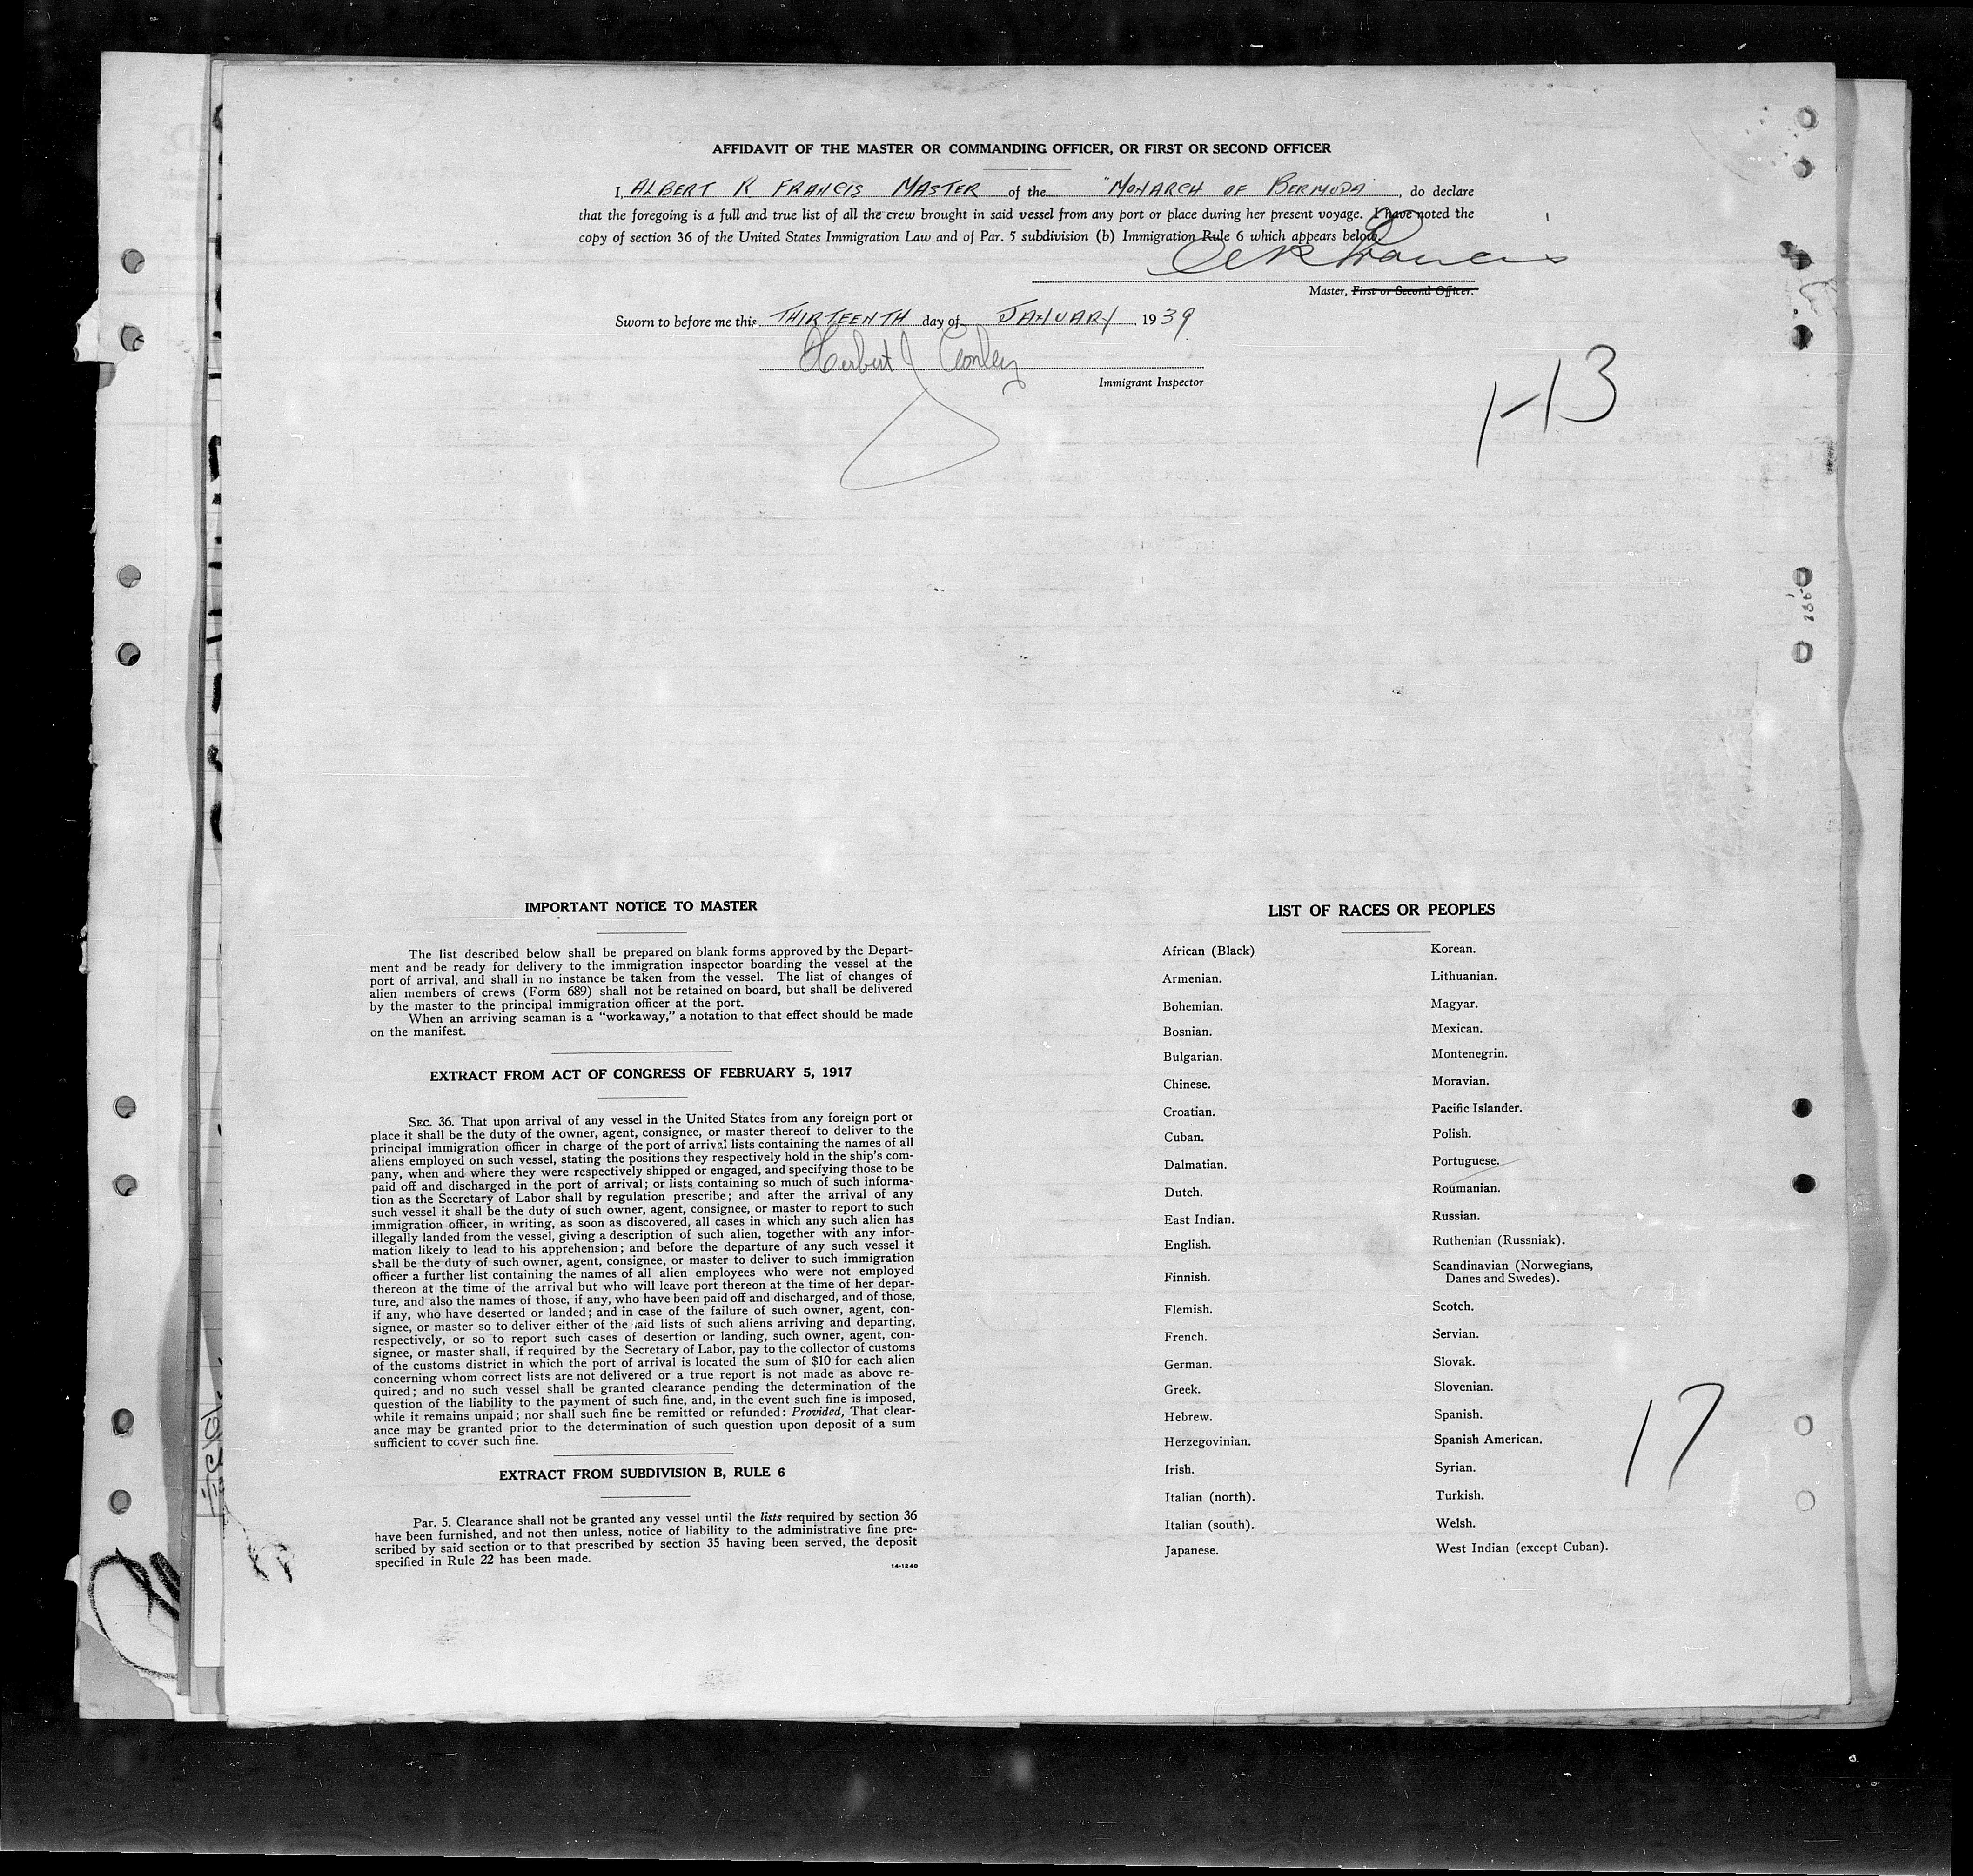 AFFIDAVIT OF THE MASTER OR COMMANDING OFFICER, OR FIRST OR SECOND OFFICER
I, ALBERT R FRANCIS MASTER of the "MONARCH OF BERMUDA", do declare
that the foregoing is a full and true list of all the crew brought in said vessel from any port or place during her present voyage. I have noted the
copy of section 36 of the United States Immigration Law and of Par. 5 subdivision (b) Immigration Rule 6 which appears below.
A R Francis
Master, First or Second Officer.
Sworn to before me this THIRTEENTH day of JANUARY, 1939
Herbert J Conley
Immigrant Inspector
1-13
IMPORTANT NOTICE TO MASTER
The list described below shall be prepared on blank forms approved by the Depart-
ment and be ready for delivery to the immigration inspector boarding the vessel at the
port of arrival, and shall in no instance be taken from the vessel. The list of changes of
alien members of crews (Form 689) shall not be retained on board, but shall be delivered
by the master to the principal immigration officer at the port.
When an arriving seaman is a "workaway," a notation to that effect should be made
on the manifest.
EXTRACT FROM ACT OF CONGRESS OF FEBRUARY 5, 1917
SEC. 36. That upon arrival of any vessel in the United States from any foreign port or
place it shall be the duty of the owner, agent, consignee, or master thereof to deliver to the
principal immigration officer in charge of the port of arrival lists containing the names of all
aliens employed on such vessel, stating the positions they respectively hold in the ship's com-
pany, when and where they were respectively shipped or engaged, and specifying those to be
paid off and discharged in the port of arrival; or lists containing so much of such informa-
tion as the Secretary of Labor shall by regulation prescribe; and after the arrival of any
such vessel it shall be the duty of such owner, agent, consignee, or master to report to such
immigration officer, in writing, as soon as discovered, all cases in which any such alien has
illegally landed from the vessel, giving a description of such alien, together with any infor-
mation likely to lead to his apprehension; and before the departure of any such vessel it
shall be the duty of such owner, agent, consignee, or master to deliver to such immigration
officer a further list containing the names of all alien employees who were not employed
thereon at the time of the arrival but who will leave port thereon at the time of her depar-
ture, and also the names of those, if any, who have been paid off and discharged, and of those,
if any, who have deserted or landed; and in case of the failure of such owner, agent, con-
signee, or master so to deliver either of the said lists of such aliens arriving and departing,
respectively, or so to report such cases of desertion or landing, such owner, agent, con-
signee, or master shall, if required by the Secretary of Labor, pay to the collector of customs
of the customs district in which the port of arrival is located the sum of $10 for each alien
concerning whom correct lists are not delivered or a true report is not made as above re-
quired; and no such vessel shall be granted clearance pending the determination of the
question of the liability to the payment of such fine, and, in the event such fine is imposed,
while it remains unpaid; nor shall such fine be remitted or refunded: Provided, That clear-
ance may be granted prior to the determination of such question upon deposit of a sum
sufficient to cover such fine.
EXTRACT FROM SUBDIVISION B, RULE 6
Par. 5. Clearance shall not be granted any vessel until the lists required by section 36
have been furnished, and not then unless, notice of liability to the administrative fine pre-
scribed by said section or to that prescribed by section 35 having been served, the deposit
specified in Rule 22 has been made.
14-1240
LIST OF RACES OR PEOPLES
African (Black)
Armenian.
Bohemian.
Bosnian.
Bulgarian.
Chinese.
Croatian.
Cuban.
Dalmatian.
Dutch.
East Indian.
English.
Finnish.
Flemish.
French.
German.
Greek.
Hebrew.
Herzegovinian.
Irish.
Italian (north).
Italian (south).
Japanese.
Korean.
Lithuanian.
Magyar.
Mexican.
Montenegrin.
Moravian.
Pacific Islander.
Polish.
Portuguese.
Roumanian.
Russian.
Ruthenian (Russniak).
Scandinavian (Norwegians,
Danes and Swedes).
Scotch.
Servian.
Slovak.
Slovenian.
Spanish.
Spanish American.
Syrian.
Turkish.
Welsh.
West Indian (except Cuban).
17